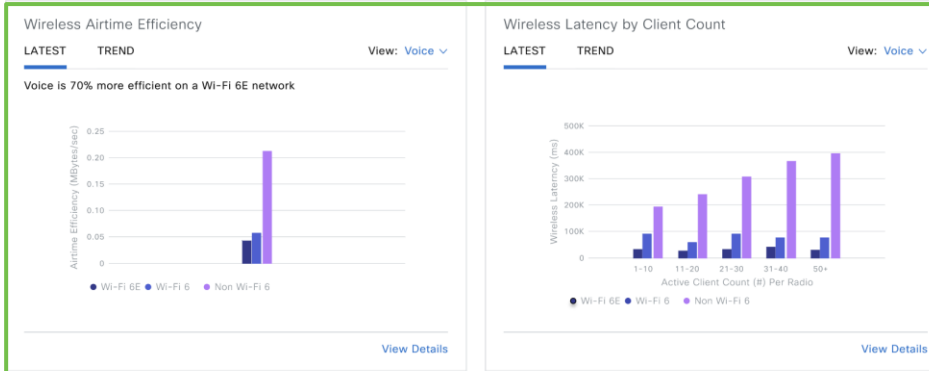 Wireless Airtime Efficiency
LATEST TREND View: Voice
Voice is 70% more efficient on a Wi-Fi 6E network
Airtime Efficiency (MBytes/sec)
0.25
0.20
0.15
0.10
0.05
0
Wi-Fi 6E Wi-Fi 6 Non Wi-Fi 6
View Details
Wireless Latency by Client Count
LATEST TREND View: Voice
Wireless Laterncy (ms)
500K
400K
300K
200K
100K
0
1-10 11-20 21-30 31-40 50+
Active Client Count (#) Per Radio
Wi-Fi 6E Wi-Fi 6 Non Wi-Fi 6
View Details